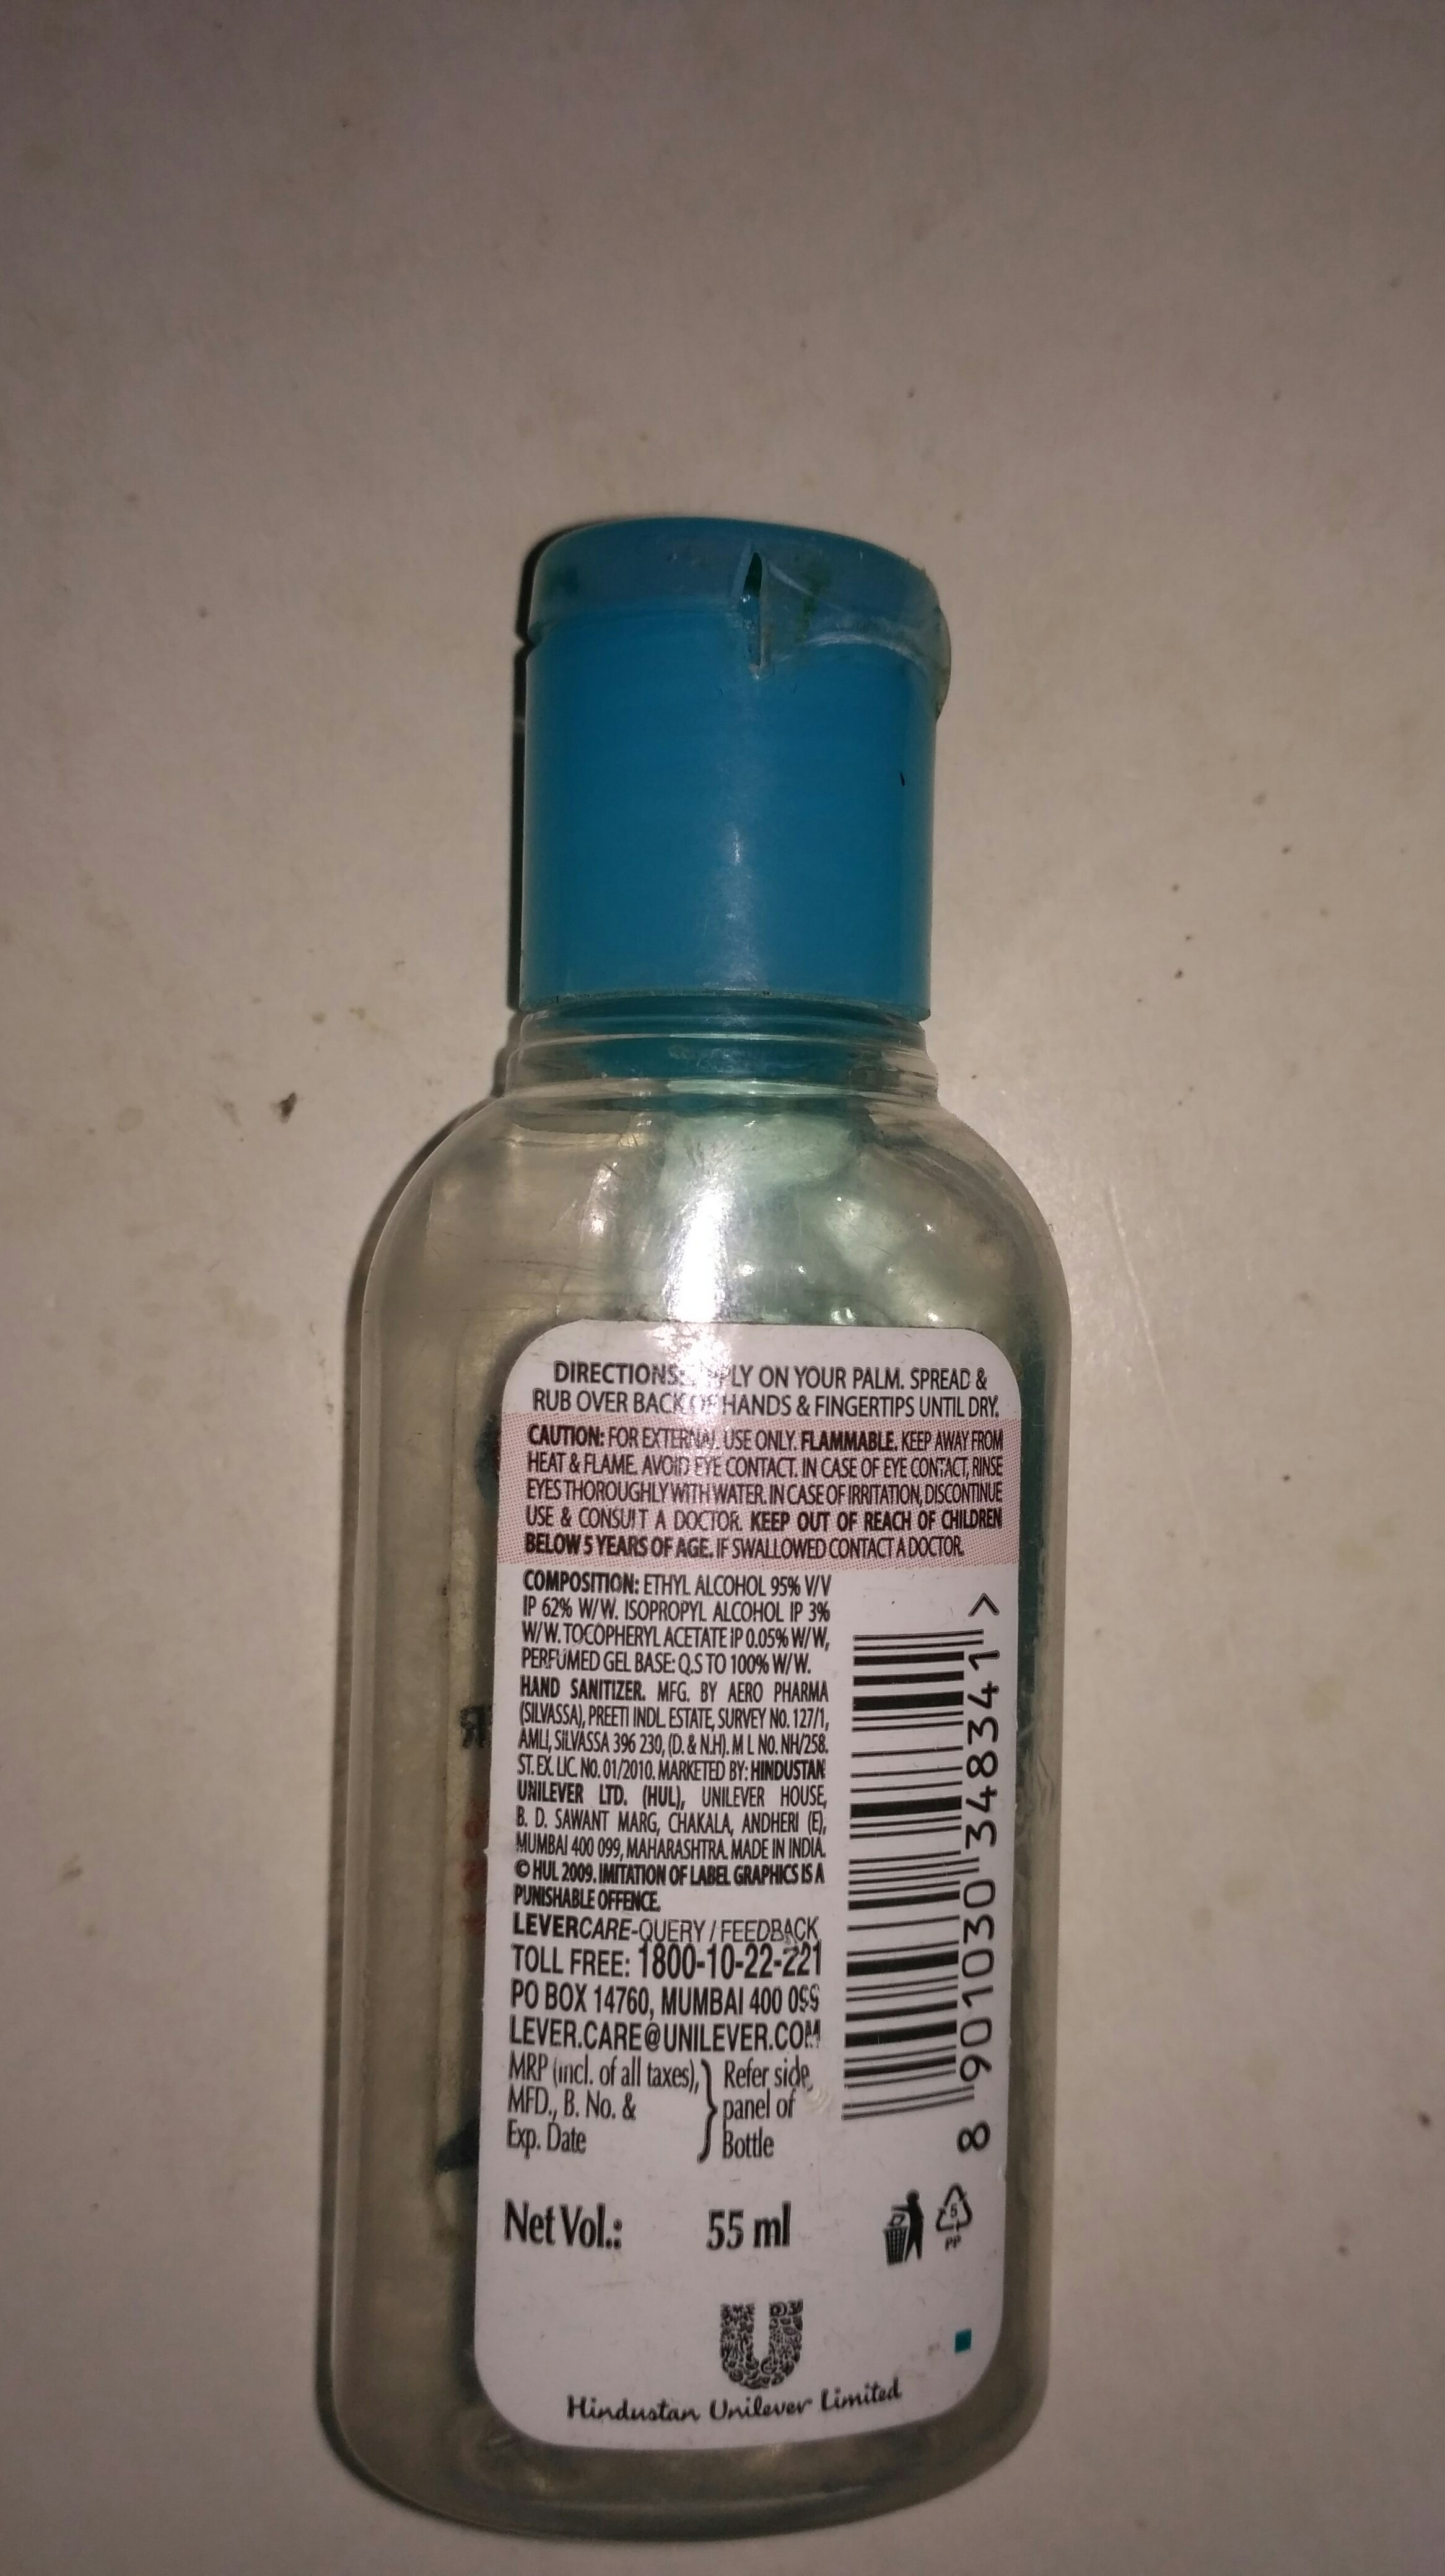 DIRECTIONS: APPLY ON YOUR PALM. SPREAD &
RUB OVER BACK OF HANDS & FINGERTIPS UNTIL DRY.
CAUTION: FOR EXTERNAL USE ONLY. FLAMMABLE. KEEP AWAY FROM
HEAT & FLAME. AVOID EYE CONTACT. IN CASE OF EYE CONTACT, RINSE
EYES THOROUGHLY WITH WATER. IN CASE OF IRRITATION, DISCONTINUE
USE & CONSULT A DOCTOR. KEEP OUT OF REACH OF CHILDREN
BELOW 5 YEARS OF AGE. IF SWALLOWED CONTACT A DOCTOR.
COMPOSITION: ETHYL ALCOHOL 95% V/V
IP 62% W/W. ISOPROPYL ALCOHOL IP 3%
W/W. TOCOPHERYL ACETATE IP 0.05% W/W,
PERFUMED GEL BASE: Q.S TO 100% W/W.
HAND SANITIZER. MFG. BY AERO PHARMA
(SILVASSA), PREETI INDL. ESTATE, SURVEY NO. 127/1,
AMLI, SILVASSA 396 230, (D. & N.H). M L NO. NH/258.
ST. EX. LIC. NO. 01/2010. MARKETED BY: HINDUSTAN
UNILEVER LTD. (HUL), UNILEVER HOUSE,
B. D. SAWANT MARG, CHAKALA, ANDHERI (E),
MUMBAI 400 099, MAHARASHTRA. MADE IN INDIA.
© HUL 2009. IMITATION OF LABEL GRAPHICS IS A
PUNISHABLE OFFENCE.
LEVERCARE-QUERY / FEEDBACK
TOLL FREE: 1800-10-22-221
PO BOX 14760, MUMBAI 400 099
LEVER.CARE@UNILEVER.COM
MRP (incl. of all taxes), } Refer side
MFD., B. No. & panel of
Exp. Date Bottle
8 901030 348341 >
Net Vol.: 55 ml
5
PP
Hindustan Unilever Limited